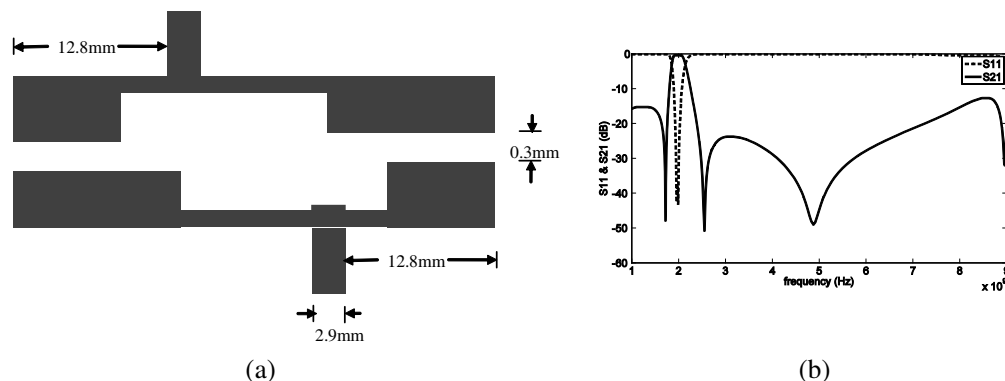 12.8mm
0.3mm
12.8mm
2.9mm
(a)
0
-10
-20
-30
-40
-50
-60
S11 & S21 (dB)
S11
S21
1 2 3 4 5 6 7 8 9
frequency (Hz)
(b)